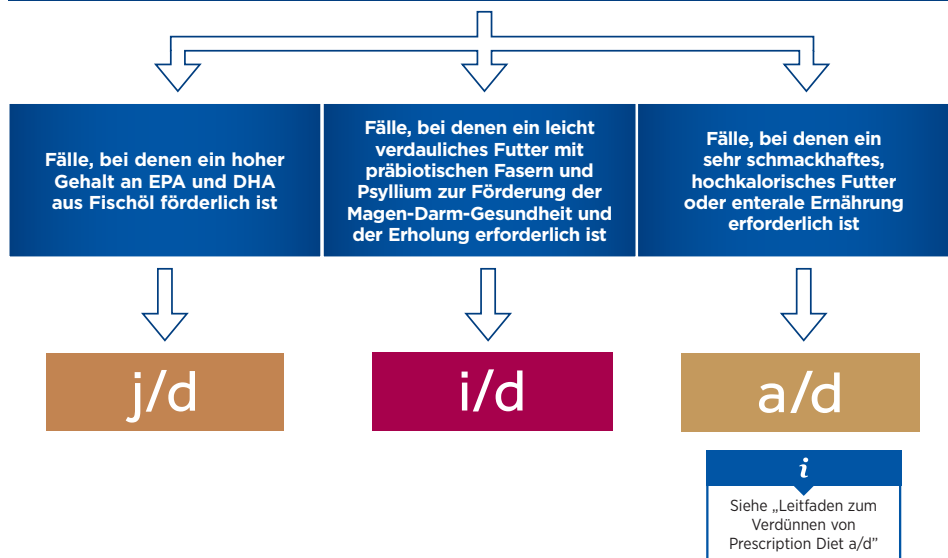 Fälle, bei denen ein hoher
Gehalt an EPA und DHA
aus Fischöl förderlich ist
Fälle, bei denen ein leicht
verdauliches Futter mit
präbiotischen Fasern und
Psyllium zur Förderung der
Magen-Darm-Gesundheit und
der Erholung erforderlich ist
Fälle, bei denen ein
sehr schmackhaftes,
hochkalorisches Futter
oder enterale Ernährung
erforderlich ist
j/d
i/d
a/d
i
Siehe „Leitfaden zum
Verdünnen von
Prescription Diet a/d”